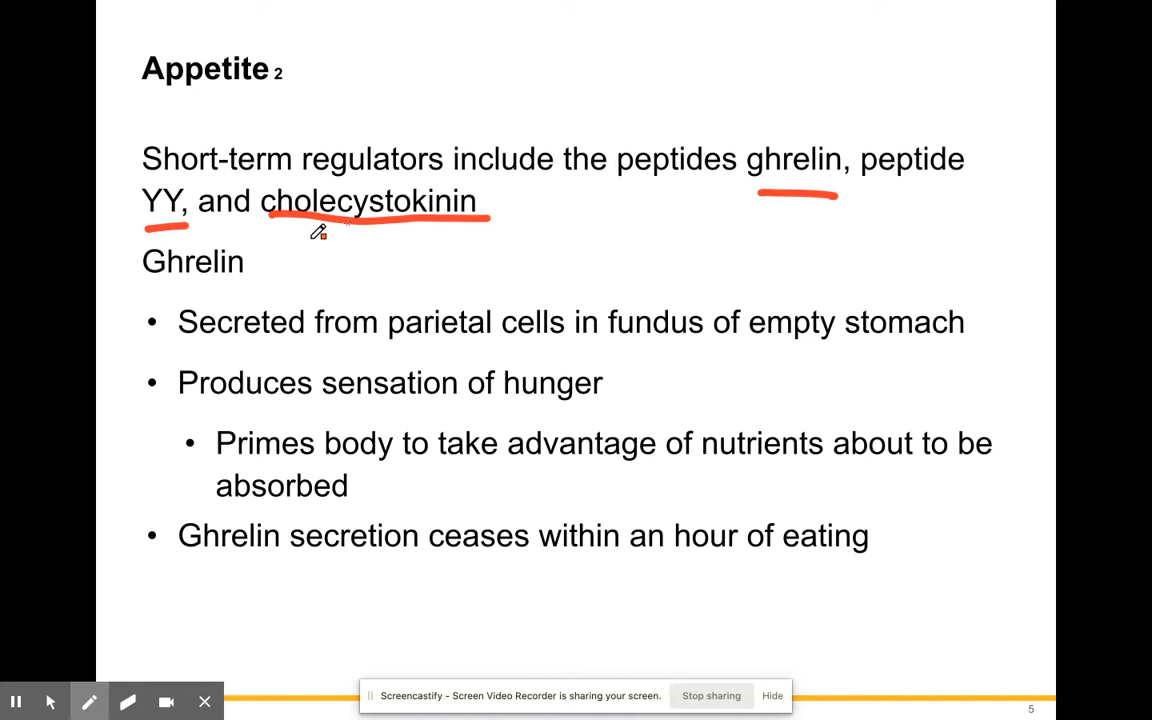 Appetite 2
Short-term regulators include the peptides ghrelin, peptide
YY, and cholecystokinin
Ghrelin
• Secreted from parietal cells in fundus of empty stomach
• Produces sensation of hunger
• Primes body to take advantage of nutrients about to be
absorbed
• Ghrelin secretion ceases within an hour of eating
Screencastify - Screen Video Recorder is sharing your screen. Stop sharing Hide
5